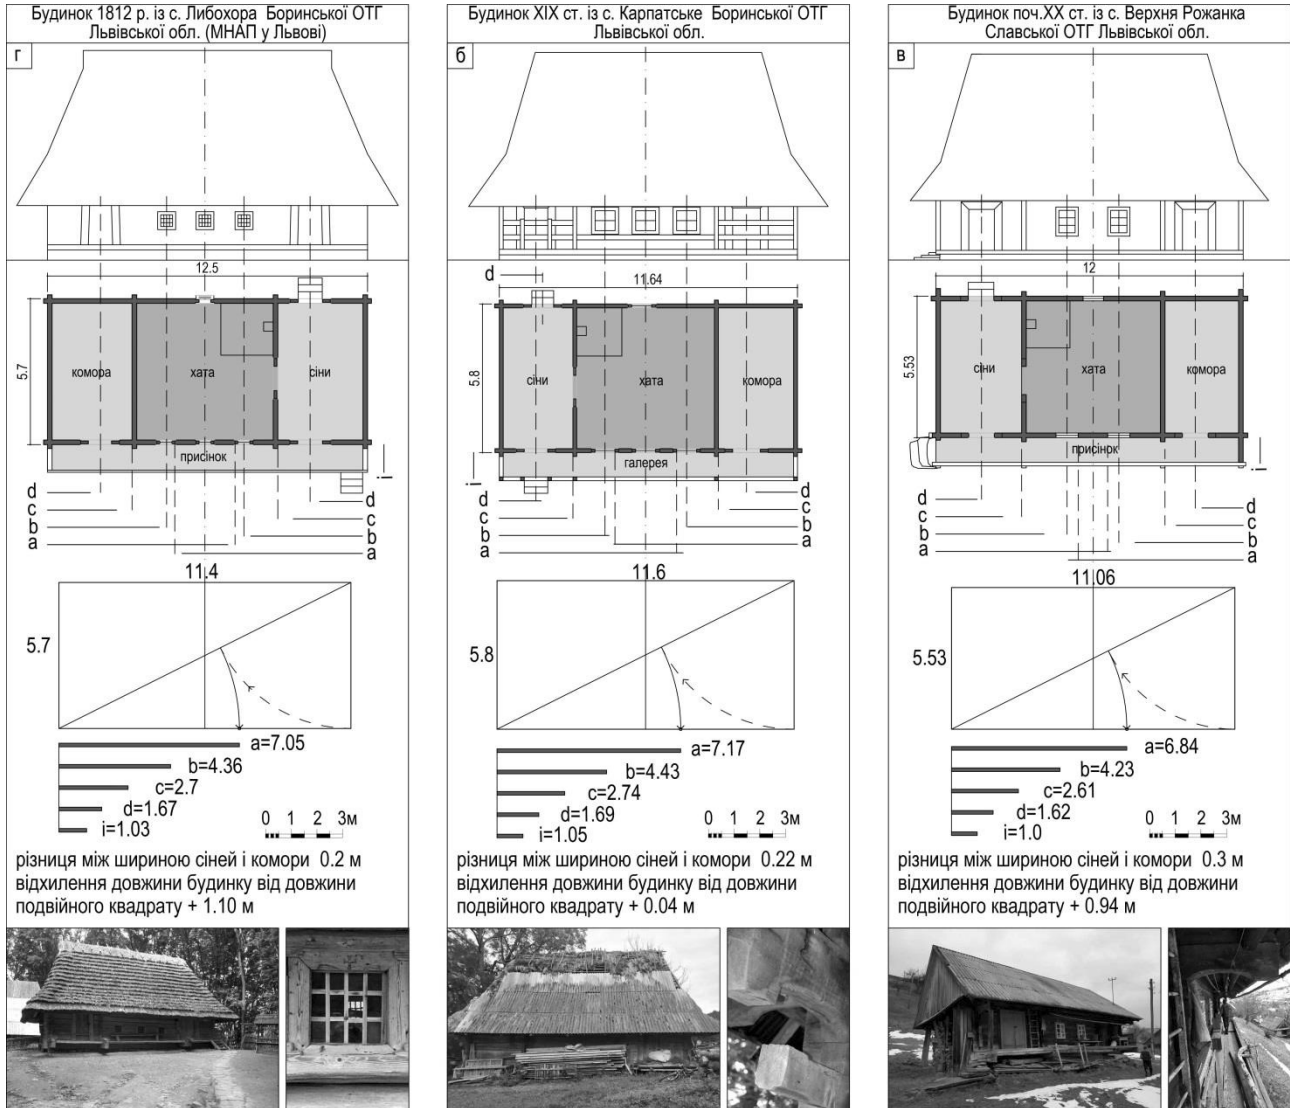 Будинок 1812 р. із с. Либохора Боринської ОТГ
Львівської обл. (МНАП у Львові)
г
12.5
5.7
комора
хата
сіни
присінок
i
d
c
b
a
d
c
b
a
11.4
5.7
a=7.05
b=4.36
c=2.7
d=1.67
i=1.03
0 1 2 3м
різниця між шириною сіней і комори 0.2 м
відхилення довжини будинку від довжини
подвійного квадрату + 1.10 м
Будинок XIX ст. із с. Карпатське Боринської ОТГ
Львівської обл.
б
d
11.64
5.8
сіни
хата
комора
галерея
i
d
c
b
a
d
c
b
a
11.6
5.8
a=7.17
b=4.43
c=2.74
d=1.69
i=1.05
0 1 2 3м
різниця між шириною сіней і комори 0.22 м
відхилення довжини будинку від довжини
подвійного квадрату + 0.04 м
Будинок поч.XX ст. із с. Верхня Рожанка
Славської ОТГ Львівської обл.
в
12
5.53
сіни
хата
комора
присінок
i
d
c
b
a
d
c
b
a
11.06
5.53
a=6.84
b=4.23
c=2.61
d=1.62
i=1.0
0 1 2 3м
різниця між шириною сіней і комори 0.3 м
відхилення довжини будинку від довжини
подвійного квадрату + 0.94 м